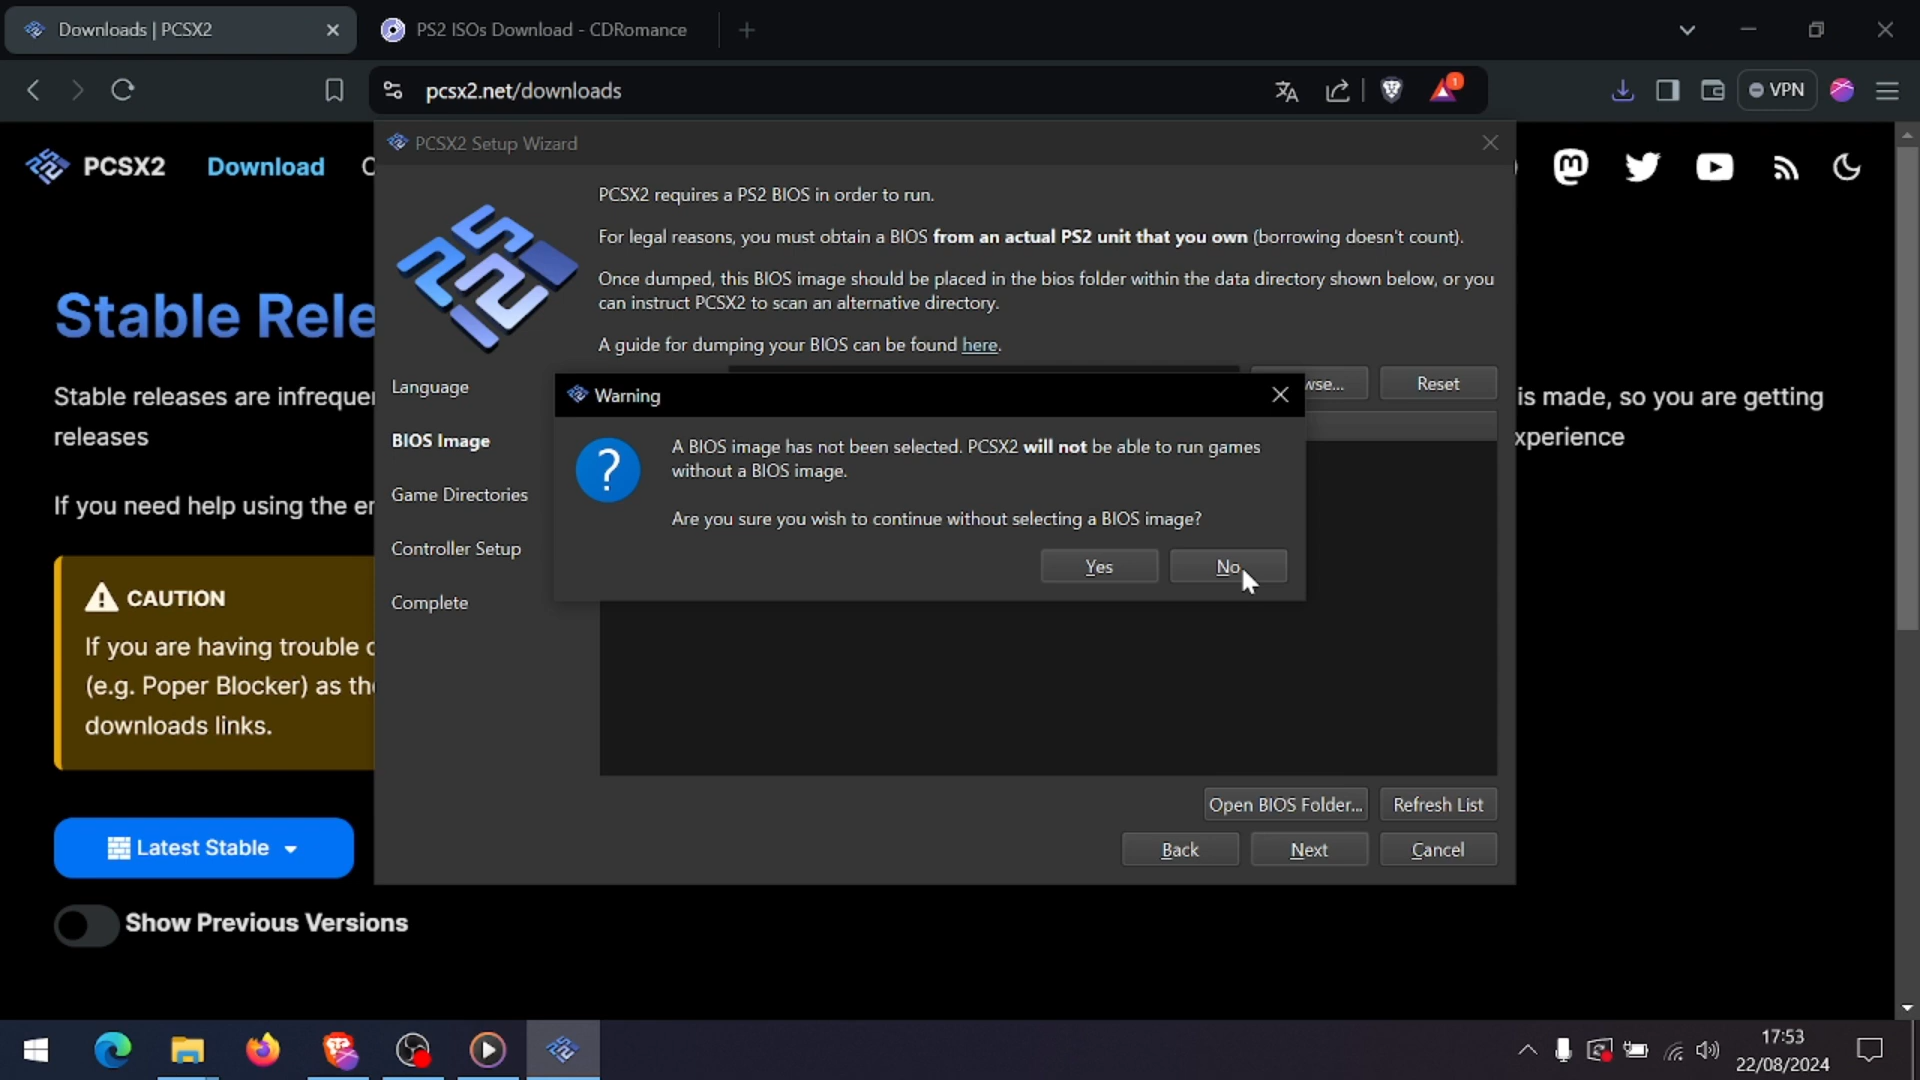 Downloads | PCSX2
PS2 ISOs Download - CDRomance
pcsx2.net/downloads
1
VPN
PCSX2
Download
C
PCSX2 Setup Wizard
PCSX2 requires a PS2 BIOS in order to run.
For legal reasons, you must obtain a BIOS from an actual PS2 unit that you own (borrowing doesn't count).
Once dumped, this BIOS image should be placed in the bios folder within the data directory shown below, or you
can instruct PCSX2 to scan an alternative directory.
A guide for dumping your BIOS can be found here.
wse...
Reset
Language
BIOS Image
Game Directories
Controller Setup
Complete
Warning
A BIOS image has not been selected. PCSX2 will not be able to run games
without a BIOS image.
Are you sure you wish to continue without selecting a BIOS image?
Yes
No
Open BIOS Folder...
Refresh List
Back
Next
Cancel
Stable Rele
Stable releases are infreque
is made, so you are getting
releases
xperience
If you need help using the e
CAUTION
If you are having trouble
(e.g. Poper Blocker) as th
downloads links.
Latest Stable
Show Previous Versions
17:53
22/08/2024